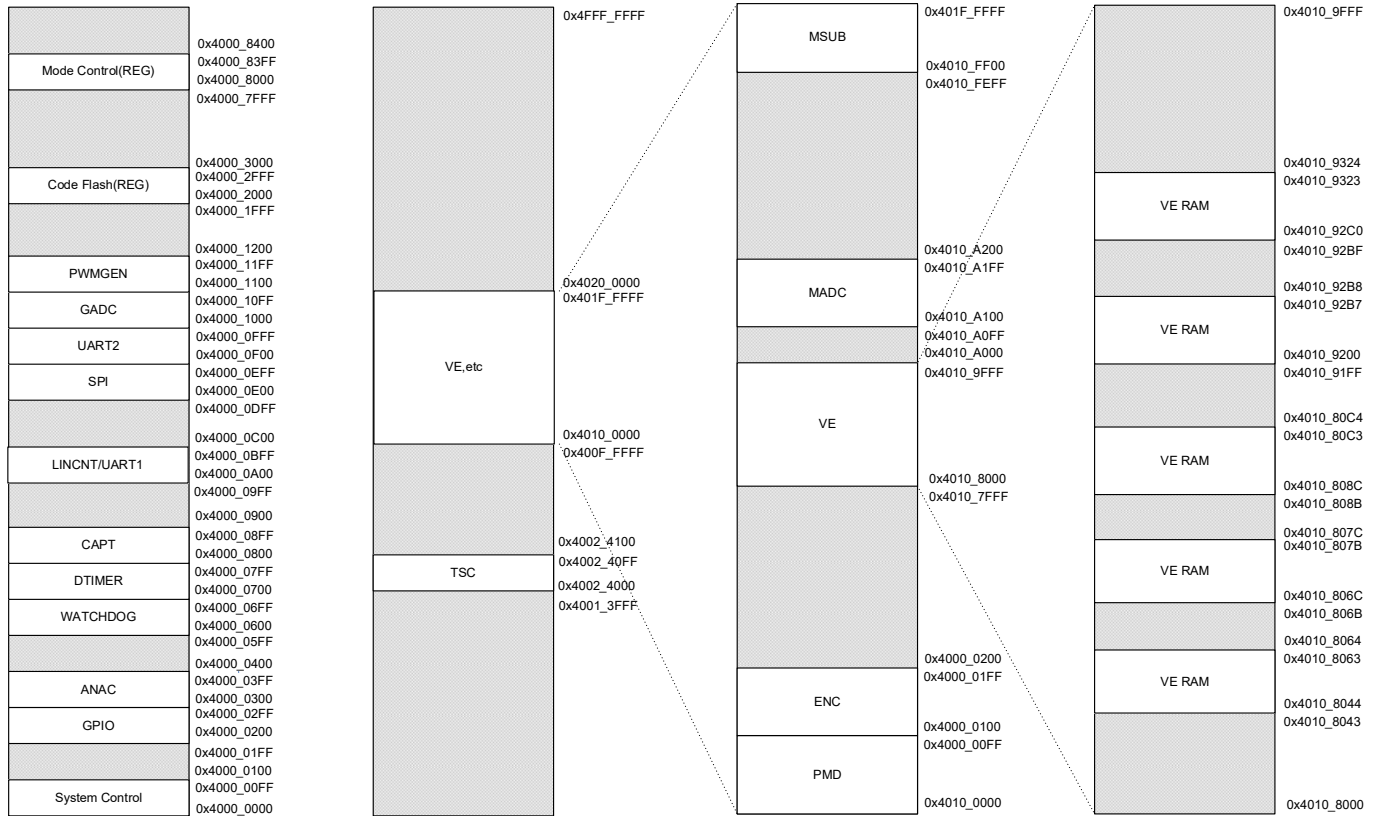 0x4000_8400
Mode Control(REG)
0x4000_83FF
0x4000_8000
0x4000_7FFF
0x4000_3000
Code Flash(REG)
0x4000_2FFF
0x4000_2000
0x4000_1FFF
0x4000_1200
PWMGEN
0x4000_11FF
0x4000_1100
GADC
0x4000_10FF
0x4000_1000
UART2
0x4000_0FFF
0x4000_0F00
SPI
0x4000_0EFF
0x4000_0E00
0x4000_0DFF
0x4000_0C00
LINCNT/UART1
0x4000_0BFF
0x4000_0A00
0x4000_09FF
0x4000_0900
CAPT
0x4000_08FF
0x4000_0800
DTIMER
0x4000_07FF
0x4000_0700
WATCHDOG
0x4000_06FF
0x4000_0600
0x4000_05FF
0x4000_0400
ANAC
0x4000_03FF
0x4000_0300
GPIO
0x4000_02FF
0x4000_0200
0x4000_01FF
0x4000_0100
System Control
0x4000_00FF
0x4000_0000
0x4FFF_FFFF
0x4020_0000
0x401F_FFFF
VE,etc
0x4010_0000
0x400F_FFFF
0x4002_4100
TSC
0x4002_40FF
0x4002_4000
0x4001_3FFF
0x401F_FFFF
MSUB
0x4010_FF00
0x4010_FEFF
0x4010_A200
0x4010_A1FF
MADC
0x4010_A100
0x4010_A0FF
0x4010_A000
0x4010_9FFF
VE
0x4010_8000
0x4010_7FFF
0x4000_0200
0x4000_01FF
ENC
0x4000_0100
0x4000_00FF
PMD
0x4010_0000
0x4010_9FFF
0x4010_9324
0x4010_9323
VE RAM
0x4010_92C0
0x4010_92BF
0x4010_92B8
0x4010_92B7
VE RAM
0x4010_9200
0x4010_91FF
0x4010_80C4
0x4010_80C3
VE RAM
0x4010_808C
0x4010_808B
0x4010_807C
0x4010_807B
VE RAM
0x4010_806C
0x4010_806B
0x4010_8064
0x4010_8063
VE RAM
0x4010_8044
0x4010_8043
0x4010_8000